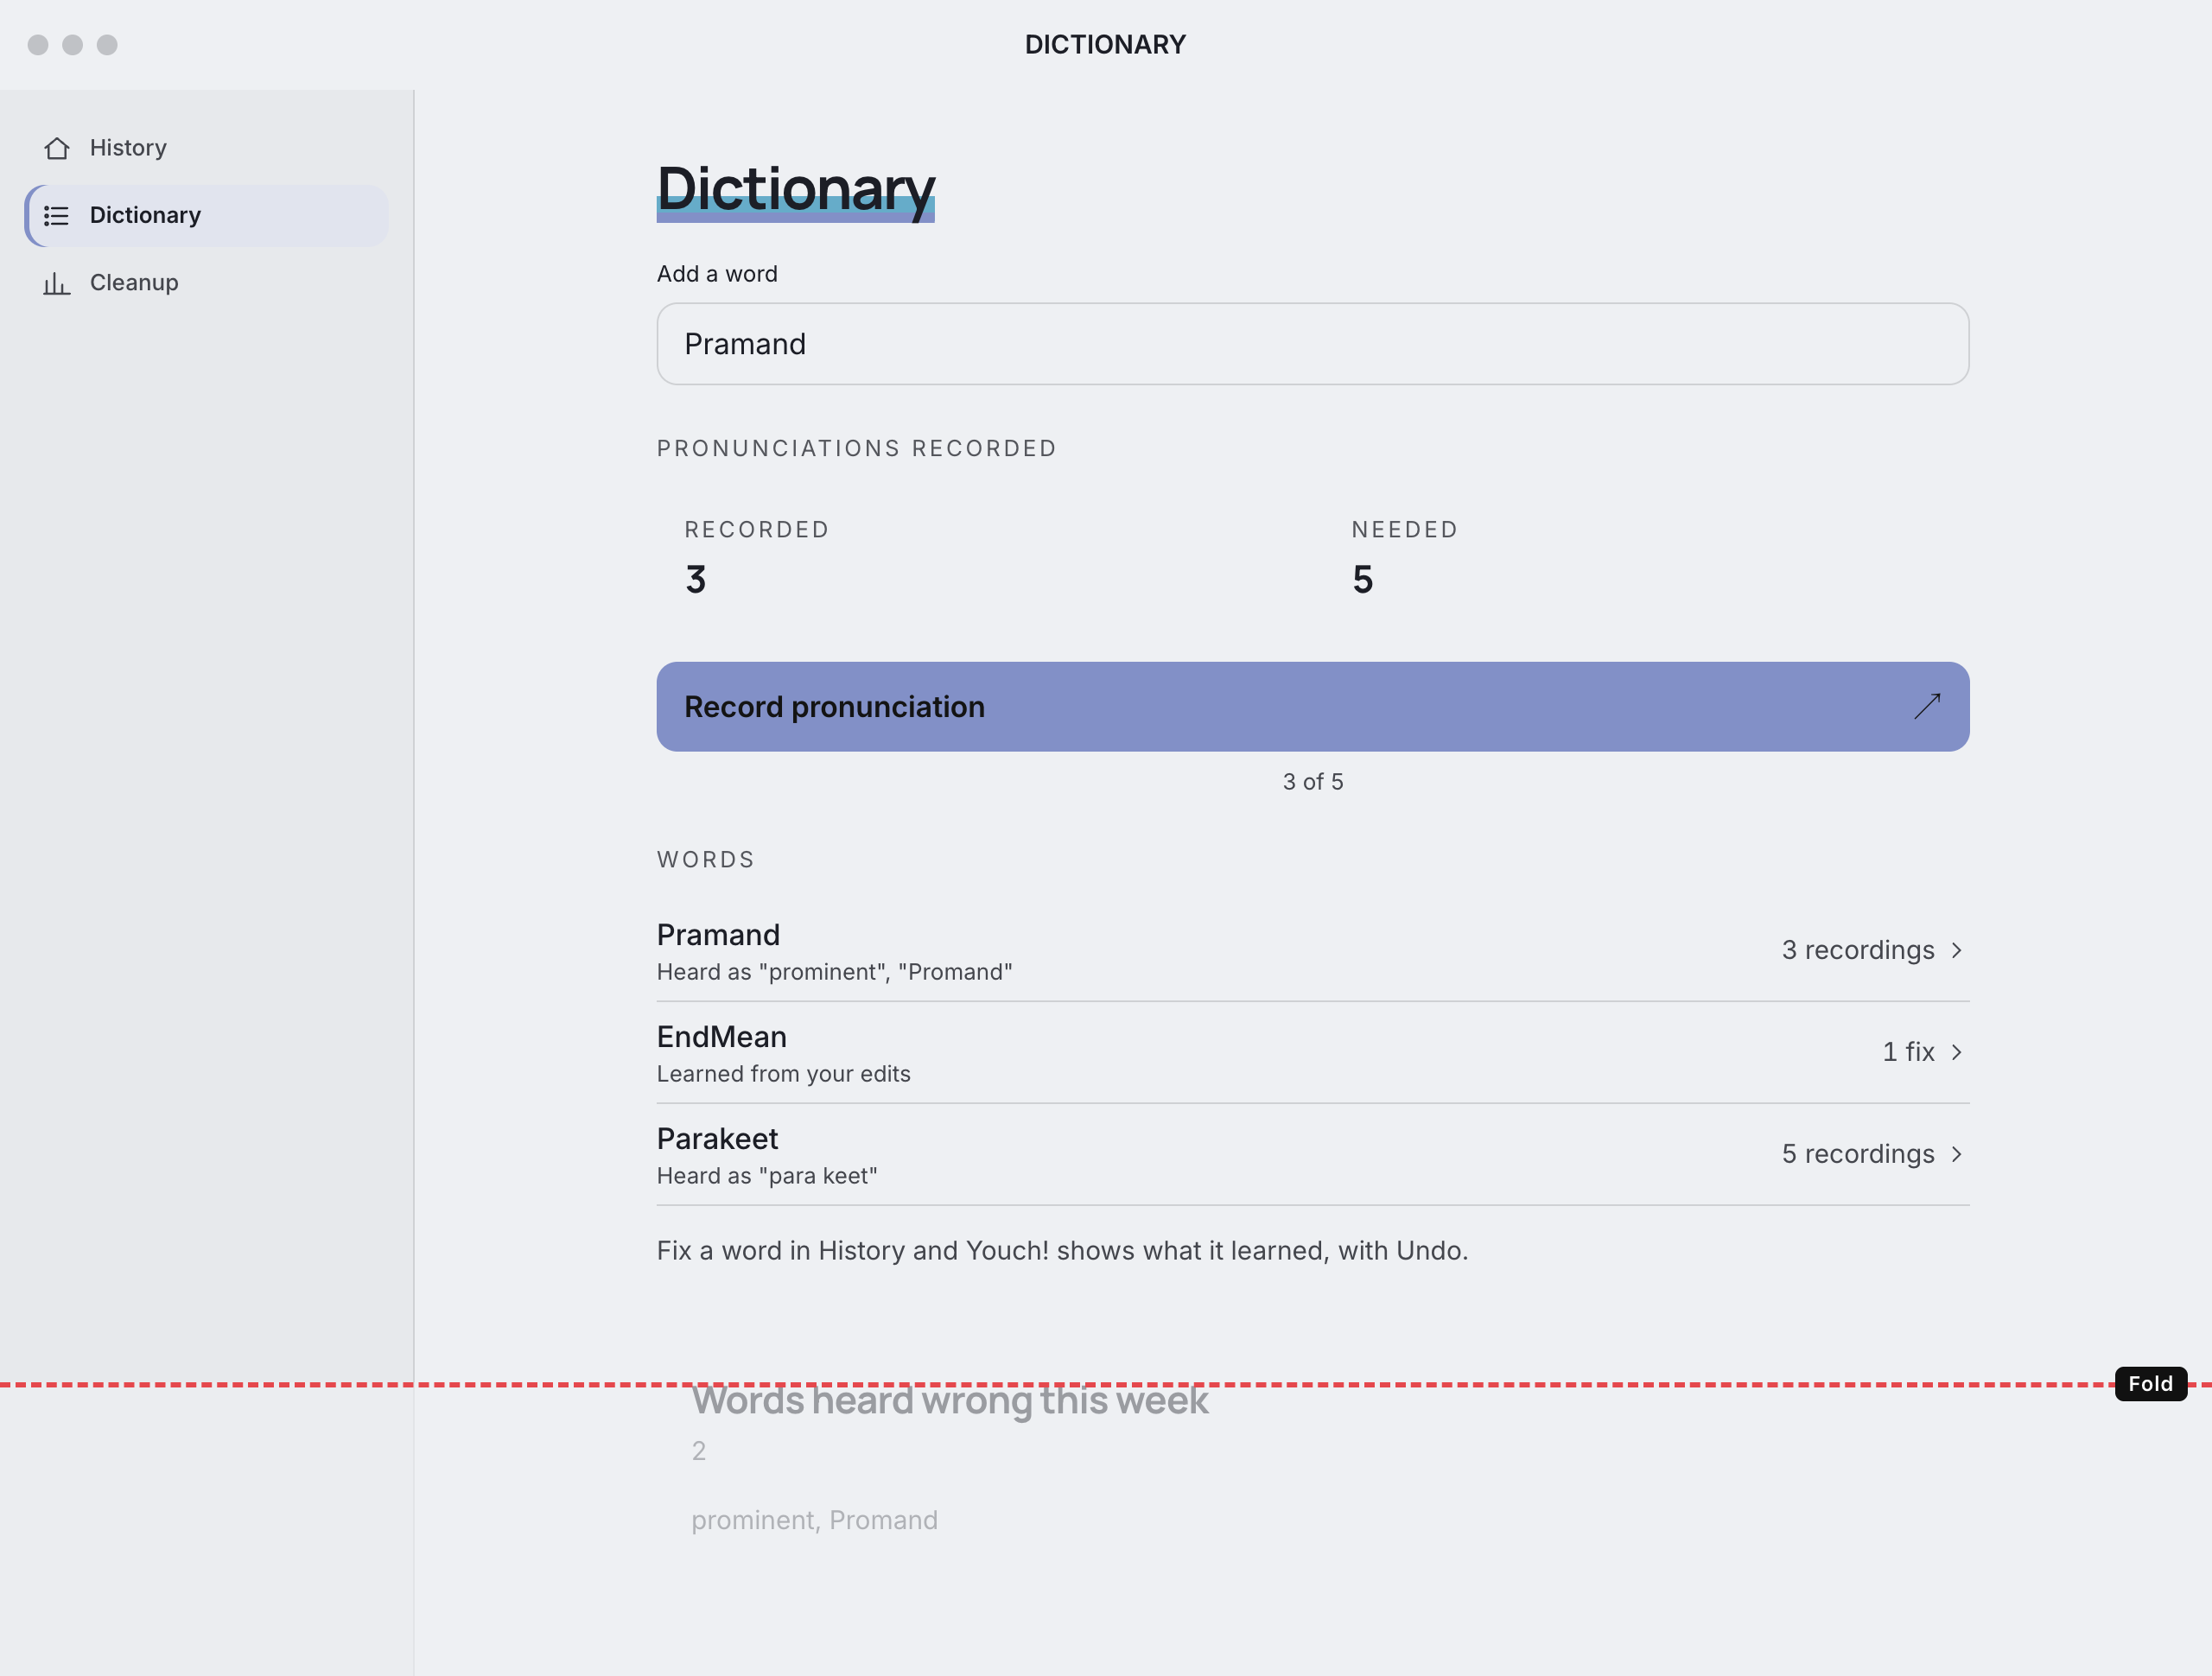 DICTIONARY
History
Dictionary
Cleanup
Dictionary
Add a word
Pramand
PRONUNCIATIONS RECORDED
RECORDED
NEEDED
3
5
Record pronunciation
3 of 5
WORDS
Pramand
Heard as "prominent", "Promand"
3 recordings
EndMean
Learned from your edits
1 fix
Parakeet
Heard as "para keet"
5 recordings
Fix a word in History and Youch! shows what it learned, with Undo.
Fold
Words heard wrong this week
2
prominent, Promand